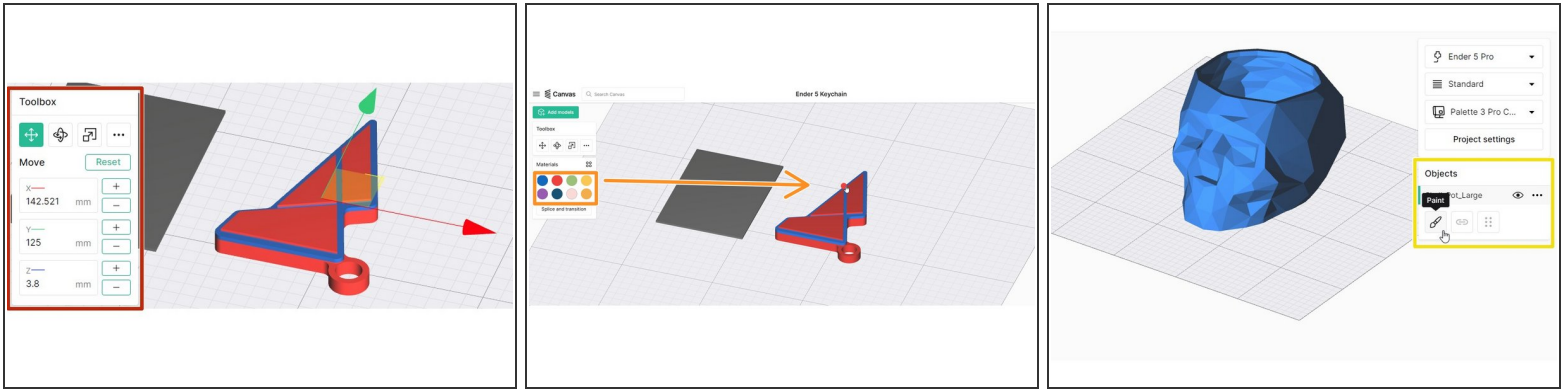 Toolbox
Move
Reset
X
142.521 mm
Y
125 mm
Z
3.8 mm
Canvas
Search Canvas
Ender 5 Keychain
Add models
Toolbox
Materials
Splice and transition
Ender 5 Pro
Standard
Palette 3 Pro C...
Project settings
Objects
Pot_Large
Paint